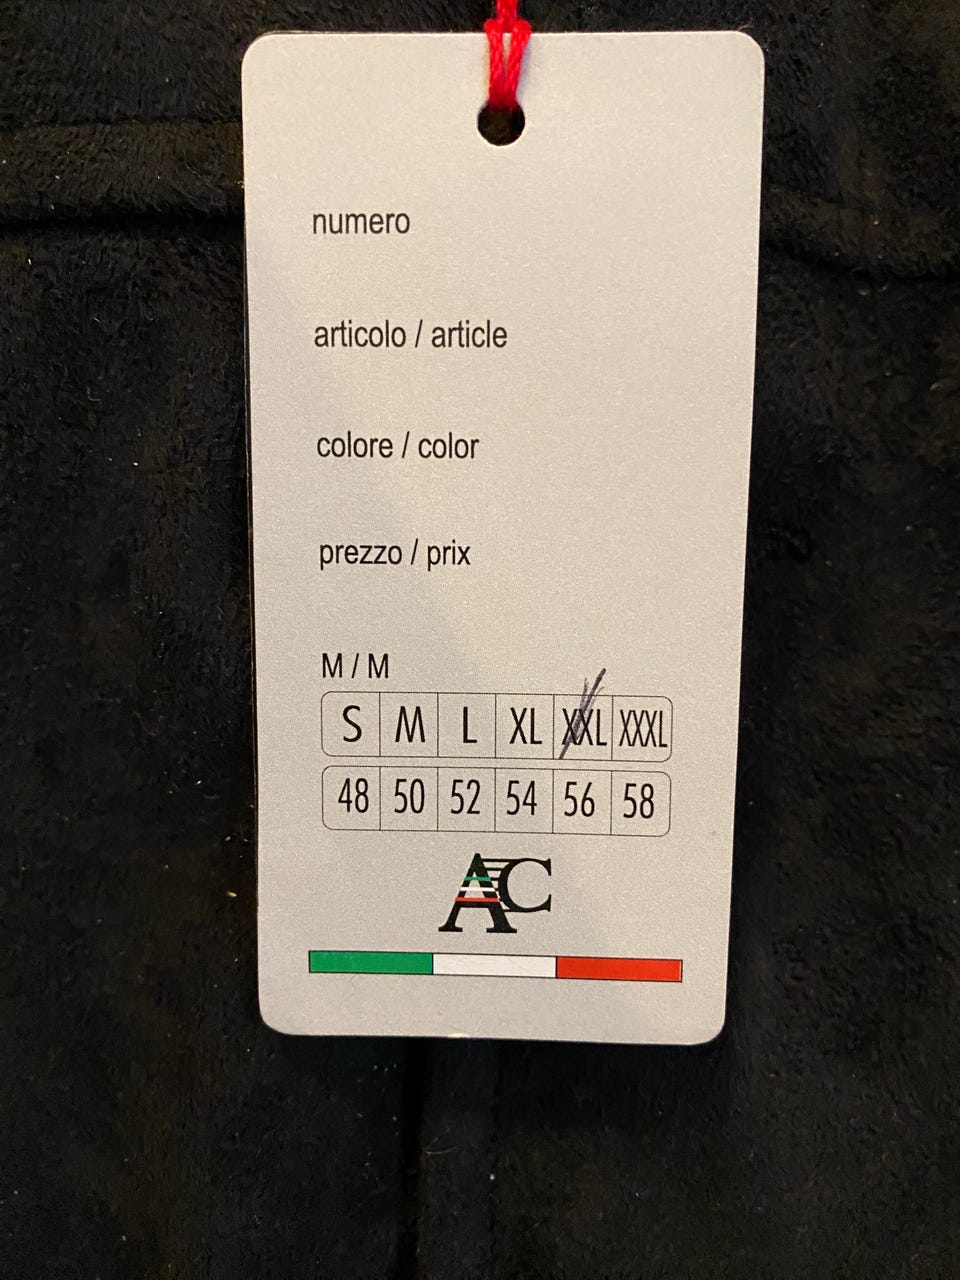 numero
articolo / article
colore / color
prezzo / prix
M / M
S M L XL XXL XXXL
48 50 52 54 56 58
AC